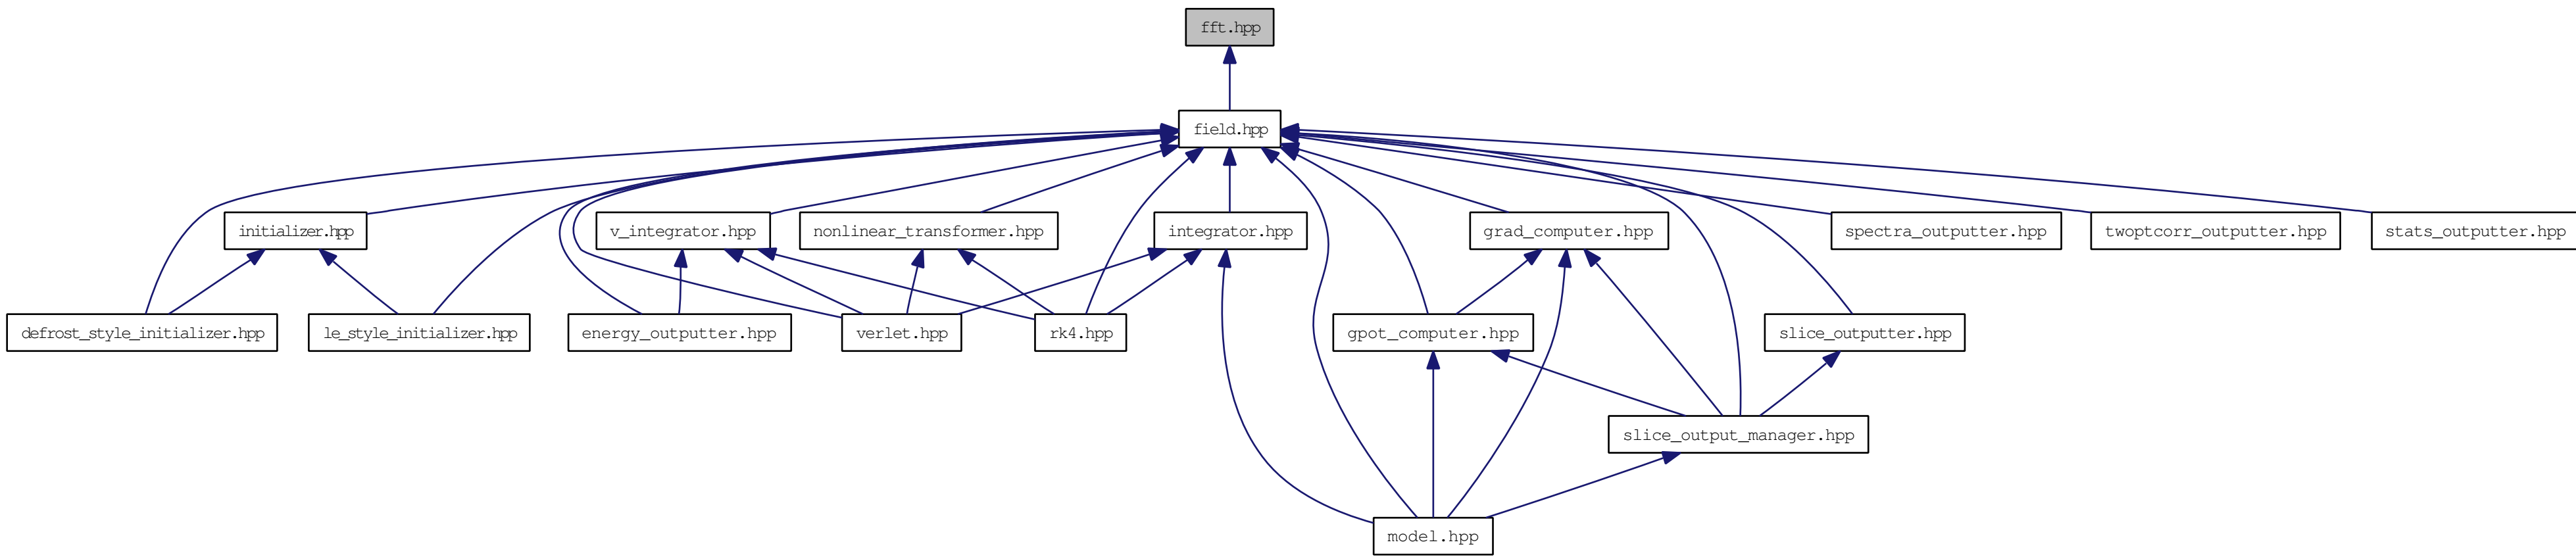 fft.hpp
field.hpp
initializer.hpp
v_integrator.hpp
nonlinear_transformer.hpp
integrator.hpp
grad_computer.hpp
spectra_outputter.hpp
twoptcorr_outputter.hpp
stats_outputter.hpp
defrost_style_initializer.hpp
le_style_initializer.hpp
energy_outputter.hpp
verlet.hpp
rk4.hpp
gpot_computer.hpp
slice_outputter.hpp
slice_output_manager.hpp
model.hpp